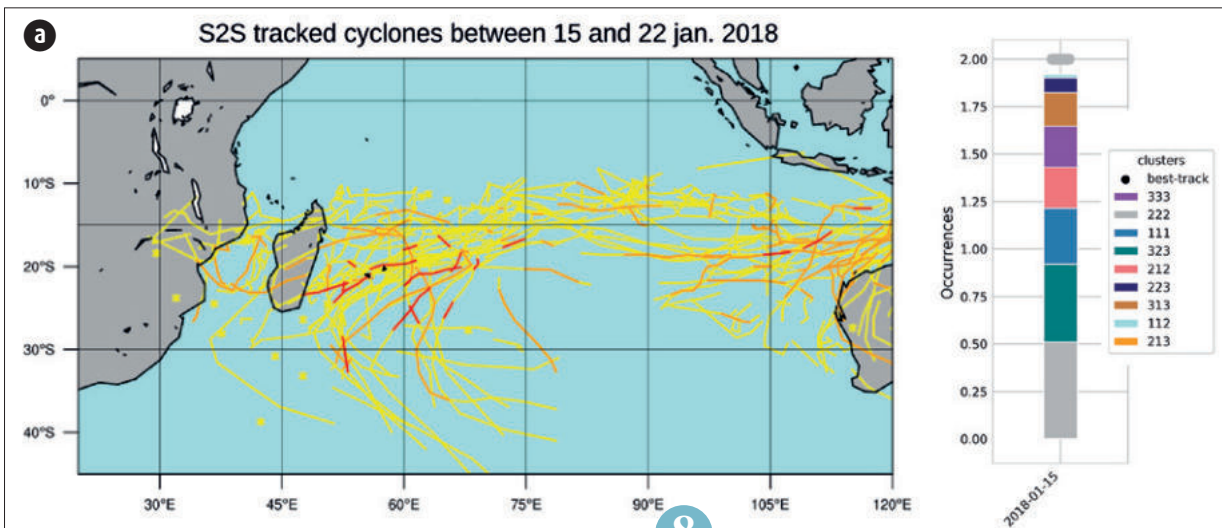 a
S2S tracked cyclones between 15 and 22 jan. 2018
0°
10°S
20°S
30°S
40°S
30°E
45°E
60°E
75°E
90°E
105°E
120°E
2.00
1.75
1.50
1.25
1.00
0.75
0.50
0.25
0.00
Occurrences
2018-01-15
clusters
best-track
333
222
111
323
212
223
313
112
213
8